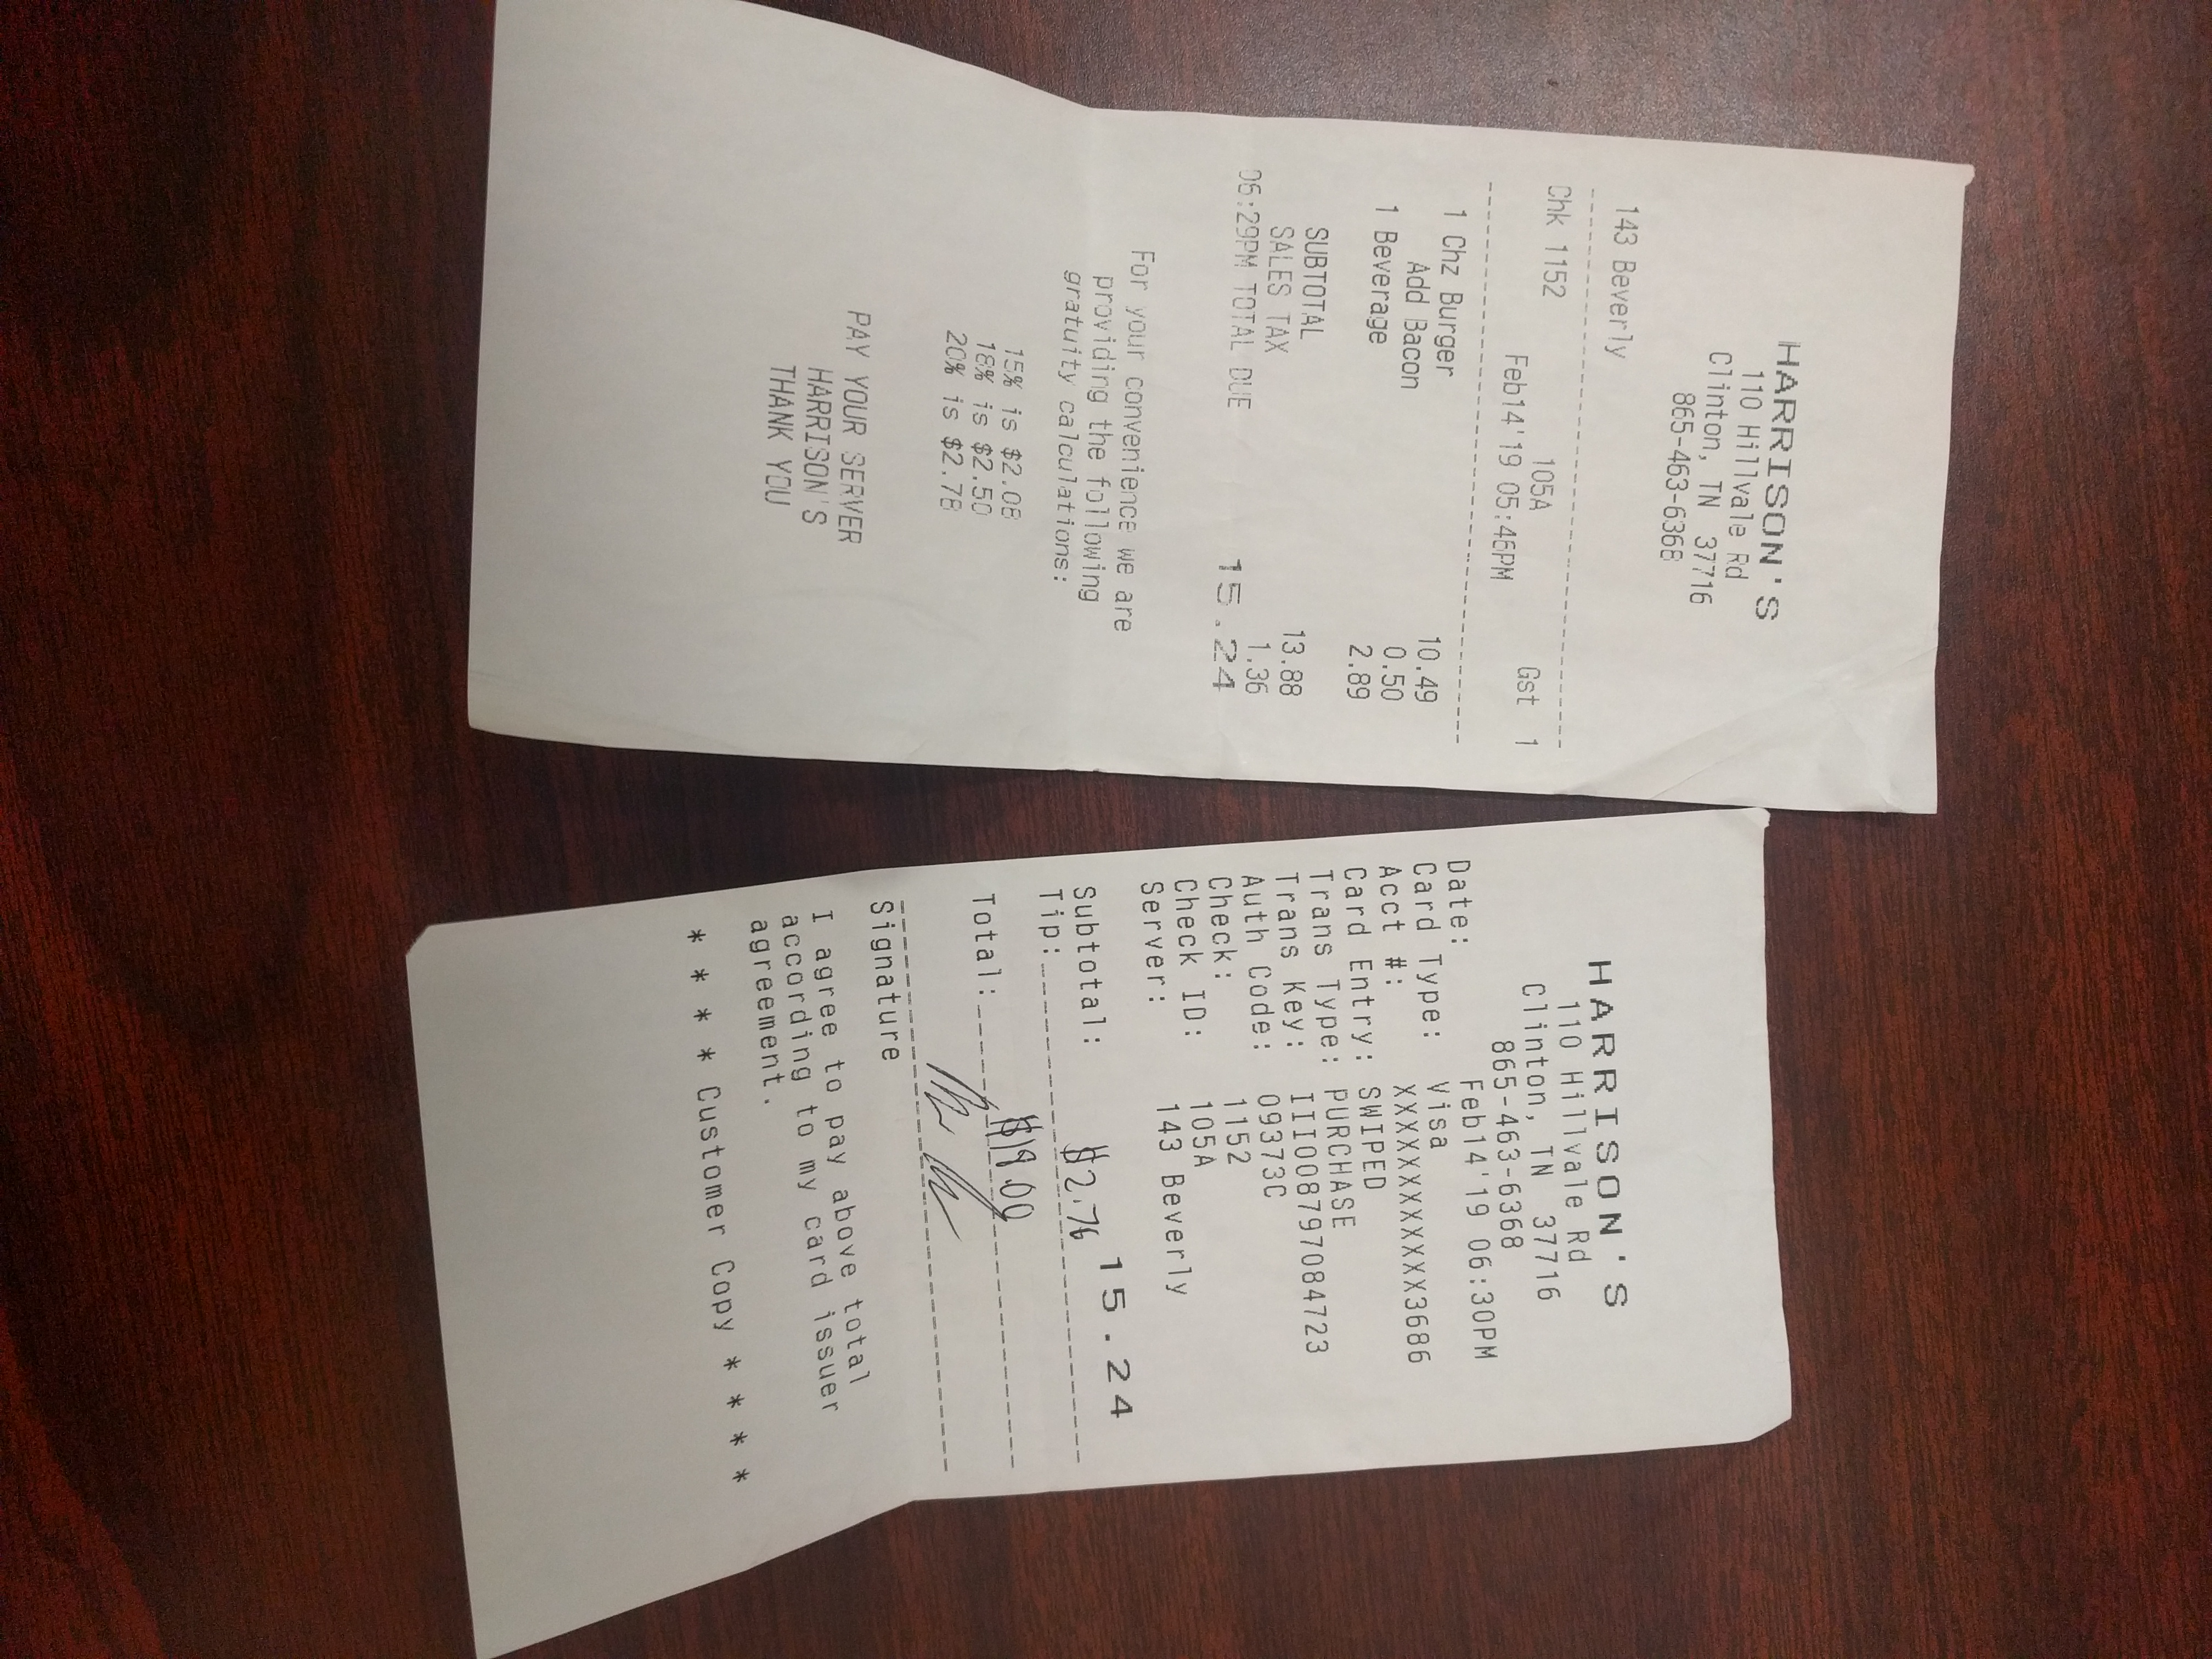 HARRISON'S
110 Hillvale Rd
Clinton, TN 37716
865-463-6368
143 Beverly
Chk 1152 105A Gst 1
Feb14'19 05:46PM
1 Chz Burger 10.49
Add Bacon 0.50
1 Beverage 2.89
SUBTOTAL 13.88
SALES TAX 1.36
06:29PM TOTAL DUE 15.24
For your convenience we are
providing the following
gratuity calculations:
15% is $2.08
18% is $2.50
20% is $2.78
PAY YOUR SERVER
HARRISON'S
THANK YOU
HARRISON'S
110 Hillvale Rd
Clinton, TN 37716
865-463-6368
Date: Feb14'19 06:30PM
Card Type: Visa
Acct #: XXXXXXXXXXXX3686
Card Entry: SWIPED
Trans Type: PURCHASE
Trans Key: III008797084723
Auth Code: 09373C
Check: 1152
Check ID: 105A
Server: 143 Beverly
Subtotal: 15.24
Tip: $2.76
Total: $19.00
Signature
I agree to pay above total
according to my card issuer
agreement.
* * * * Customer Copy * * * *